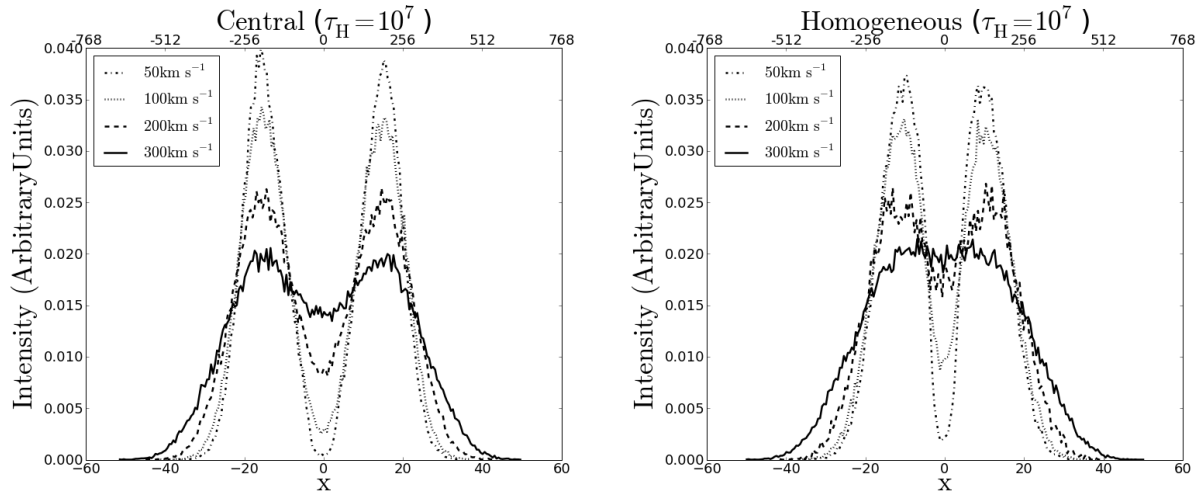 Central (τH=10^7)
-768 -512 -256 0 256 512 768
0.040
0.035
0.030
0.025
0.020
0.015
0.010
0.005
0.000
Intensity (ArbitraryUnits)
50km s^−1
100km s^−1
200km s^−1
300km s^−1
−60 −40 −20 0 20 40 60
x
Homogeneous (τH=10^7)
-768 -512 -256 0 256 512 768
0.040
0.035
0.030
0.025
0.020
0.015
0.010
0.005
0.000
Intensity (ArbitraryUnits)
50km s^−1
100km s^−1
200km s^−1
300km s^−1
−60 −40 −20 0 20 40 60
x